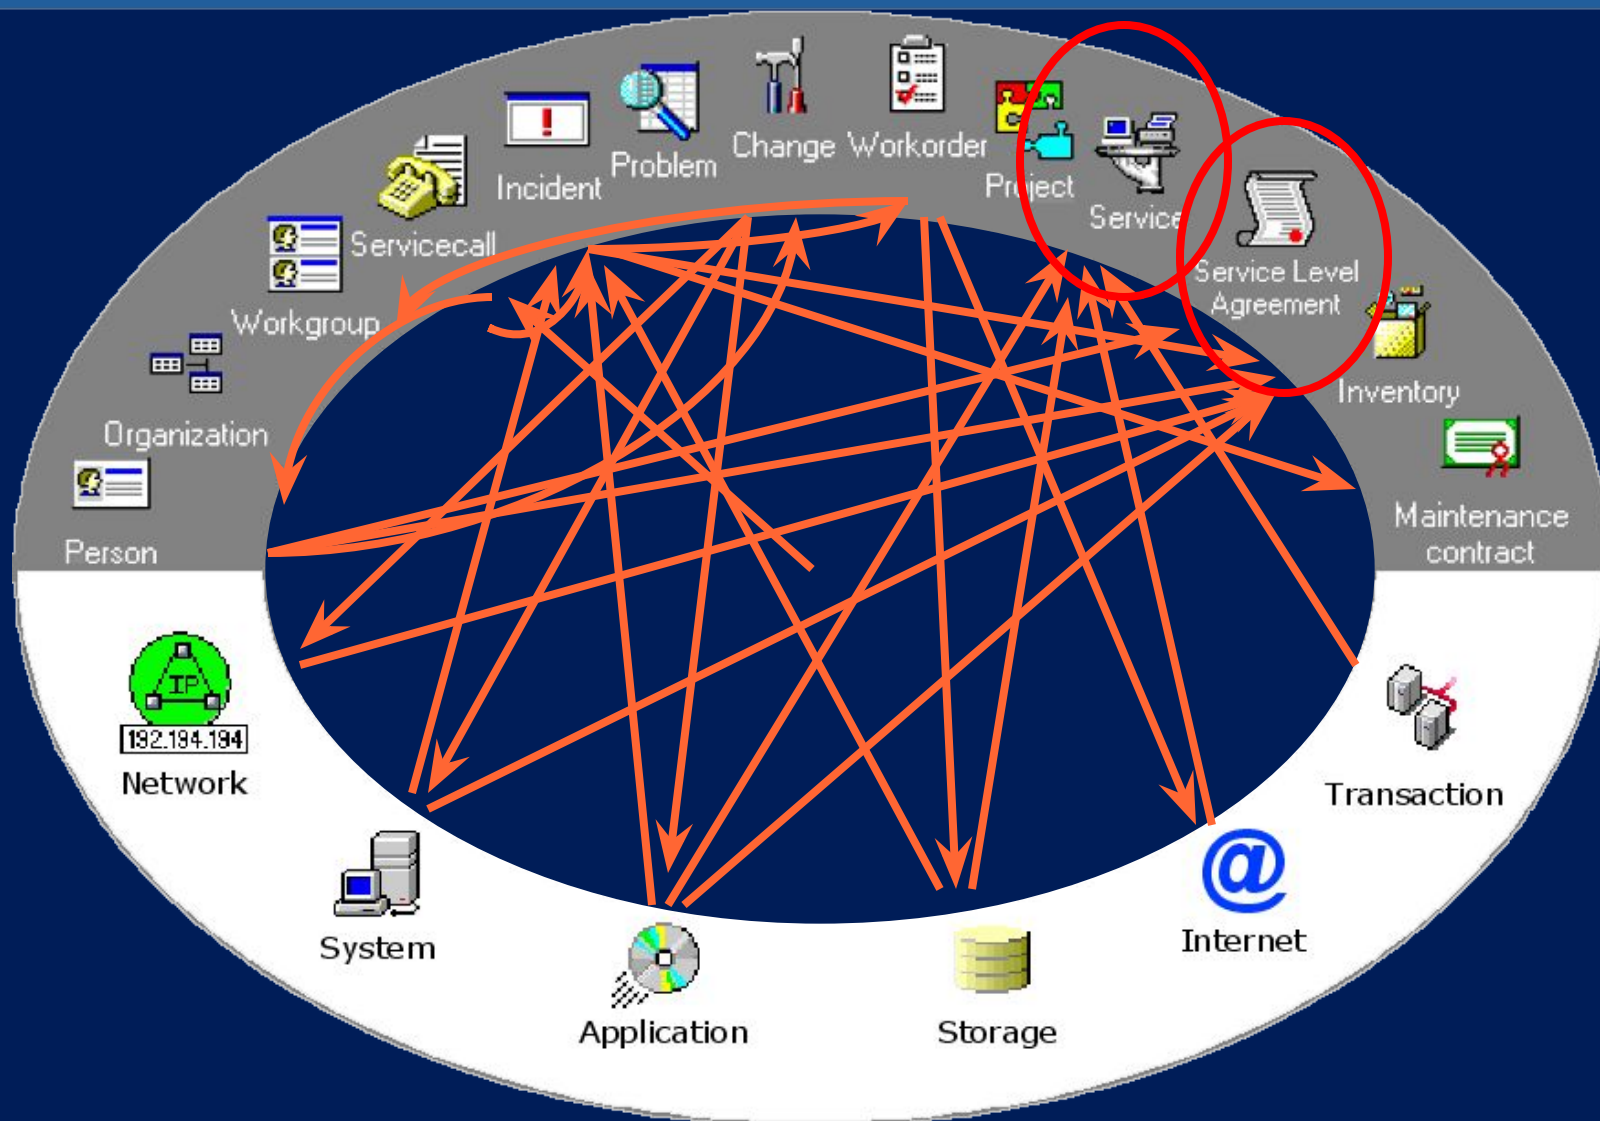 Change
Workorder
Problem
Incident
Project
Service
Servicecall
Service Level
Agreement
Workgroup
Inventory
Organization
Maintenance
contract
Person
IP
192.194.194
Network
Transaction
System
@
Internet
Application
Storage